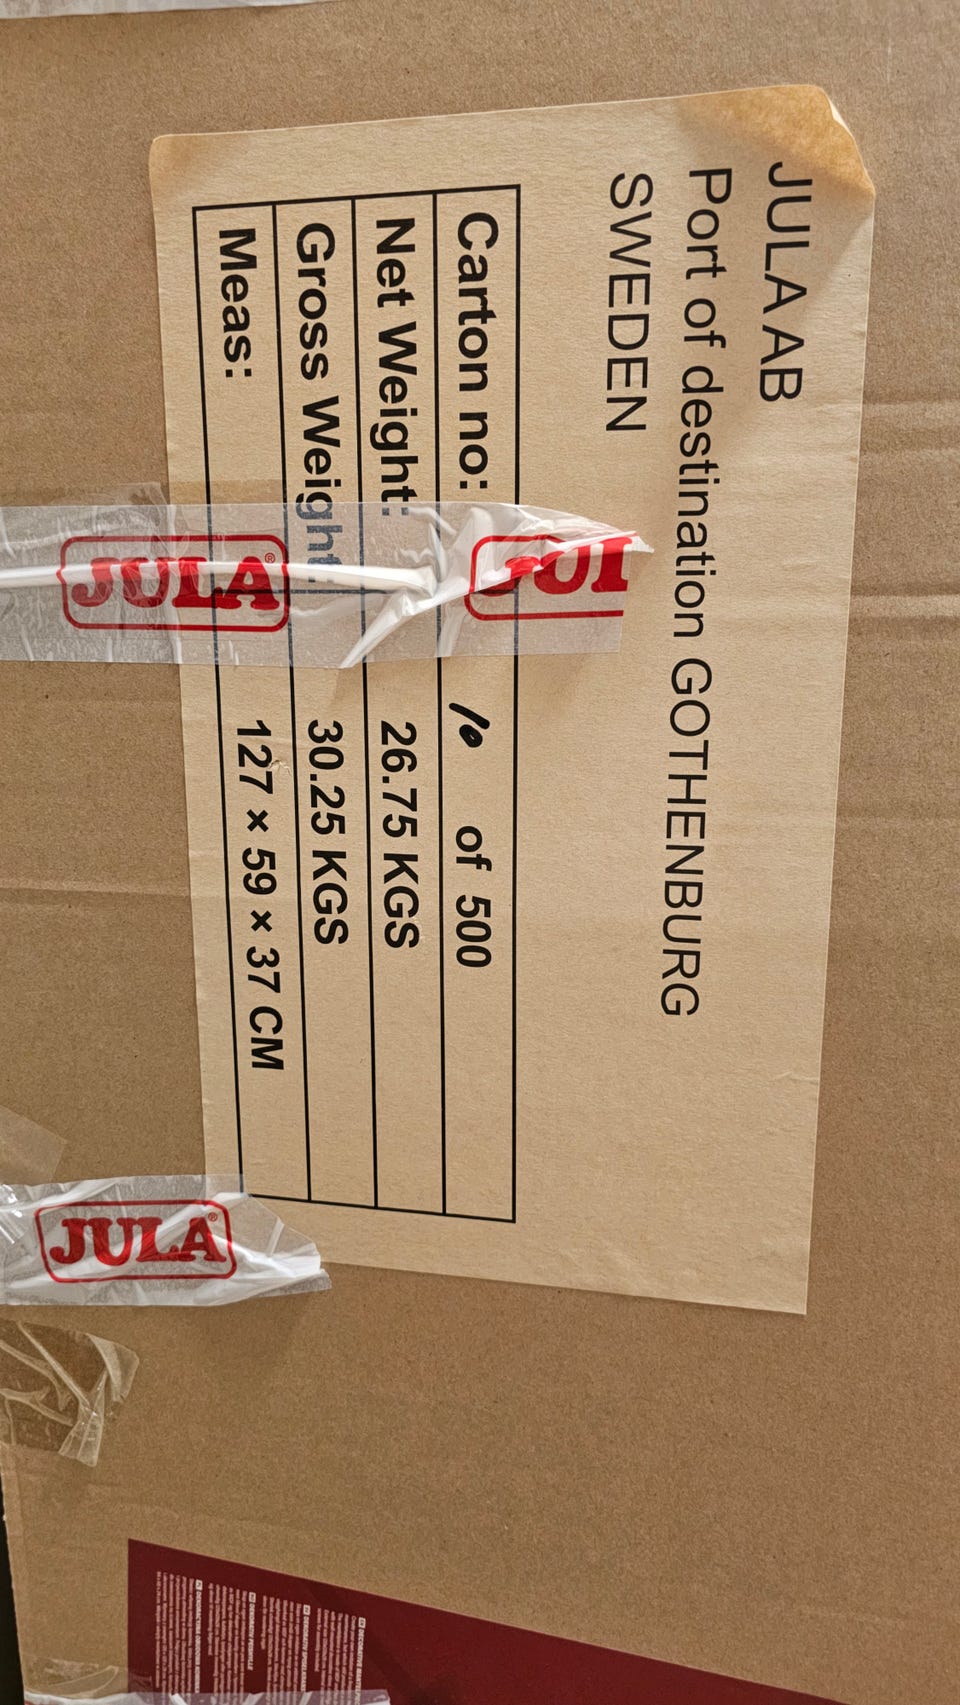 JULA AB
Port of destination GOTHENBURG
SWEDEN
Carton no: 10 of 500
Net Weight: 26.75 KGS
Gross Weight: 30.25 KGS
Meas: 127 × 59 × 37 CM
JULA
JULA